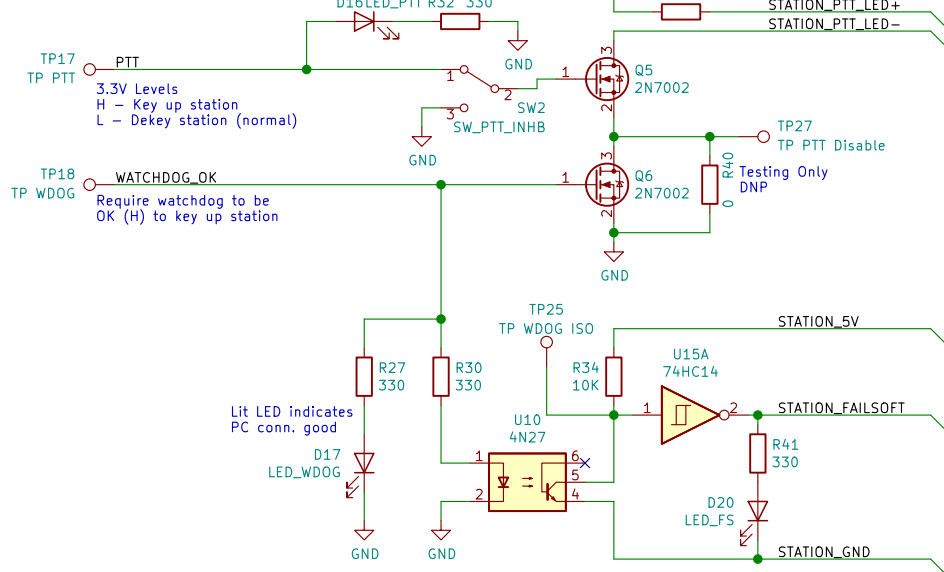 D16LED_PTT R32 330
STATION_PTT_LED+
STATION_PTT_LED-
TP17
TP PTT
PTT
3.3V Levels
H - Key up station
L - Dekey station (normal)
GND
1
2
3
SW2
SW_PTT_INHB
GND
1
3
2
Q5
2N7002
TP27
TP PTT Disable
TP18
TP WDOG
WATCHDOG_OK
Require watchdog to be
OK (H) to key up station
1
3
2
Q6
2N7002
R40
0
Testing Only
DNP
GND
TP25
TP WDOG ISO
STATION_5V
R27
330
R30
330
R34
10K
U15A
74HC14
1
2
STATION_FAILSOFT
Lit LED indicates
PC conn. good
U10
4N27
R41
330
D17
LED_WDOG
1
2
6
5
4
D20
LED_FS
GND
GND
STATION_GND